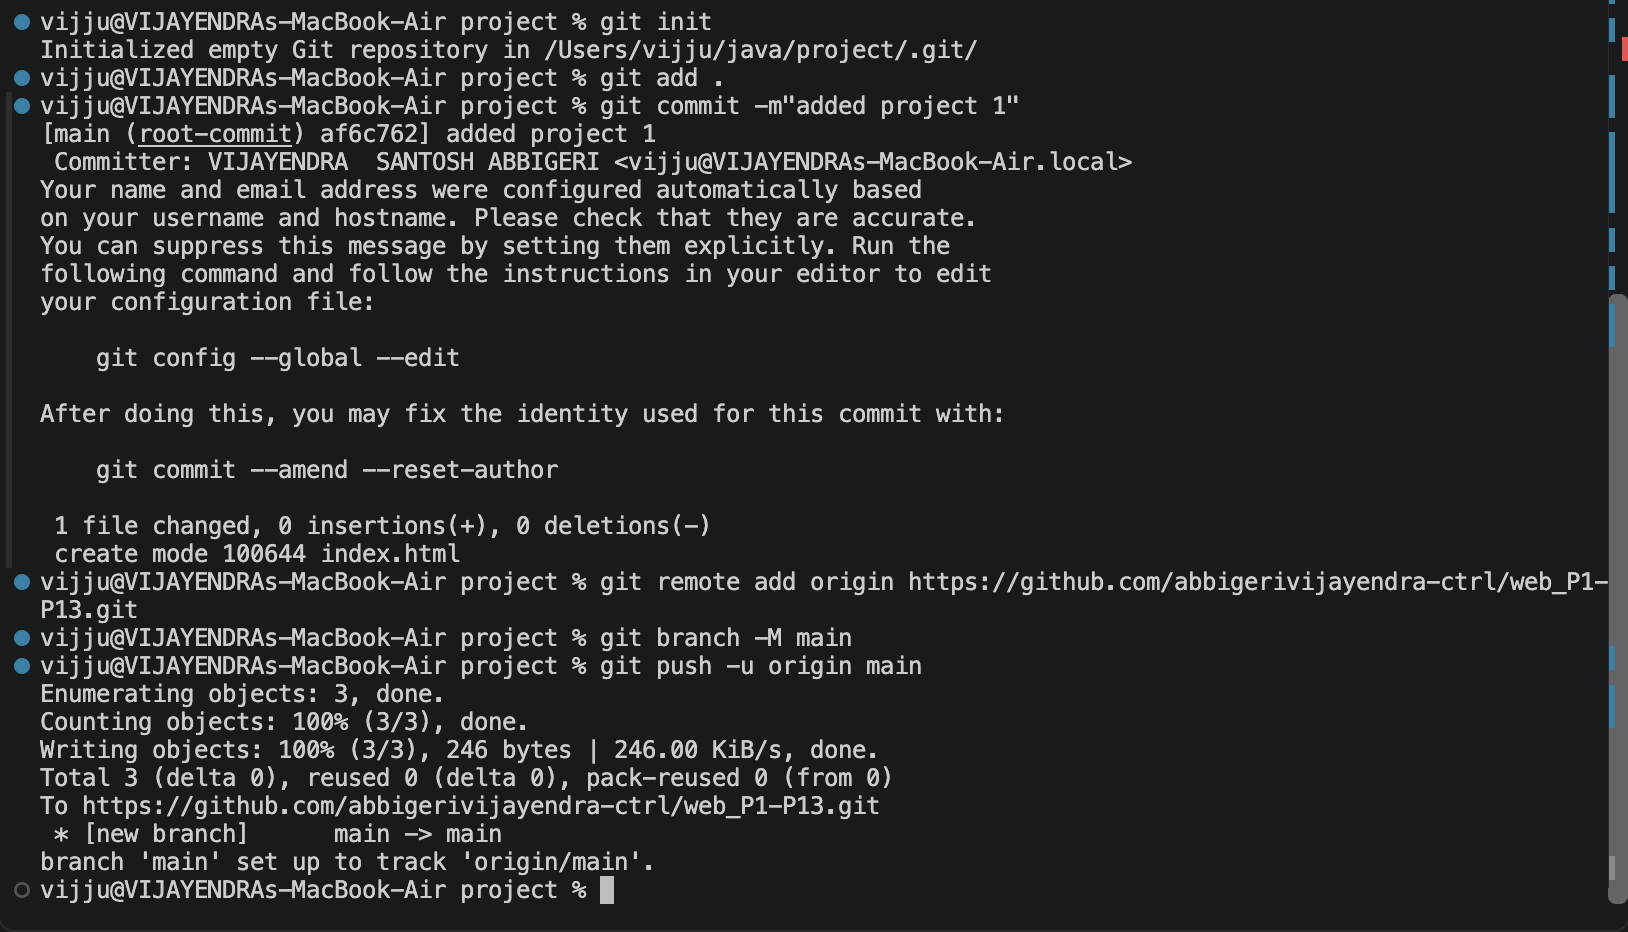 vijju@VIJAYENDRAs-MacBook-Air project % git init
Initialized empty Git repository in /Users/vijju/java/project/.git/
vijju@VIJAYENDRAs-MacBook-Air project % git add .
vijju@VIJAYENDRAs-MacBook-Air project % git commit -m"added project 1"
[main (root-commit) af6c762] added project 1
 Committer: VIJAYENDRA  SANTOSH ABBIGERI <vijju@VIJAYENDRAs-MacBook-Air.local>
Your name and email address were configured automatically based
on your username and hostname. Please check that they are accurate.
You can suppress this message by setting them explicitly. Run the
following command and follow the instructions in your editor to edit
your configuration file:

    git config --global --edit

After doing this, you may fix the identity used for this commit with:

    git commit --amend --reset-author

 1 file changed, 0 insertions(+), 0 deletions(-)
 create mode 100644 index.html
vijju@VIJAYENDRAs-MacBook-Air project % git remote add origin https://github.com/abbigerivijayendra-ctrl/web_P1-
P13.git
vijju@VIJAYENDRAs-MacBook-Air project % git branch -M main
vijju@VIJAYENDRAs-MacBook-Air project % git push -u origin main
Enumerating objects: 3, done.
Counting objects: 100% (3/3), done.
Writing objects: 100% (3/3), 246 bytes | 246.00 KiB/s, done.
Total 3 (delta 0), reused 0 (delta 0), pack-reused 0 (from 0)
To https://github.com/abbigerivijayendra-ctrl/web_P1-P13.git
 * [new branch]      main -> main
branch 'main' set up to track 'origin/main'.
vijju@VIJAYENDRAs-MacBook-Air project %